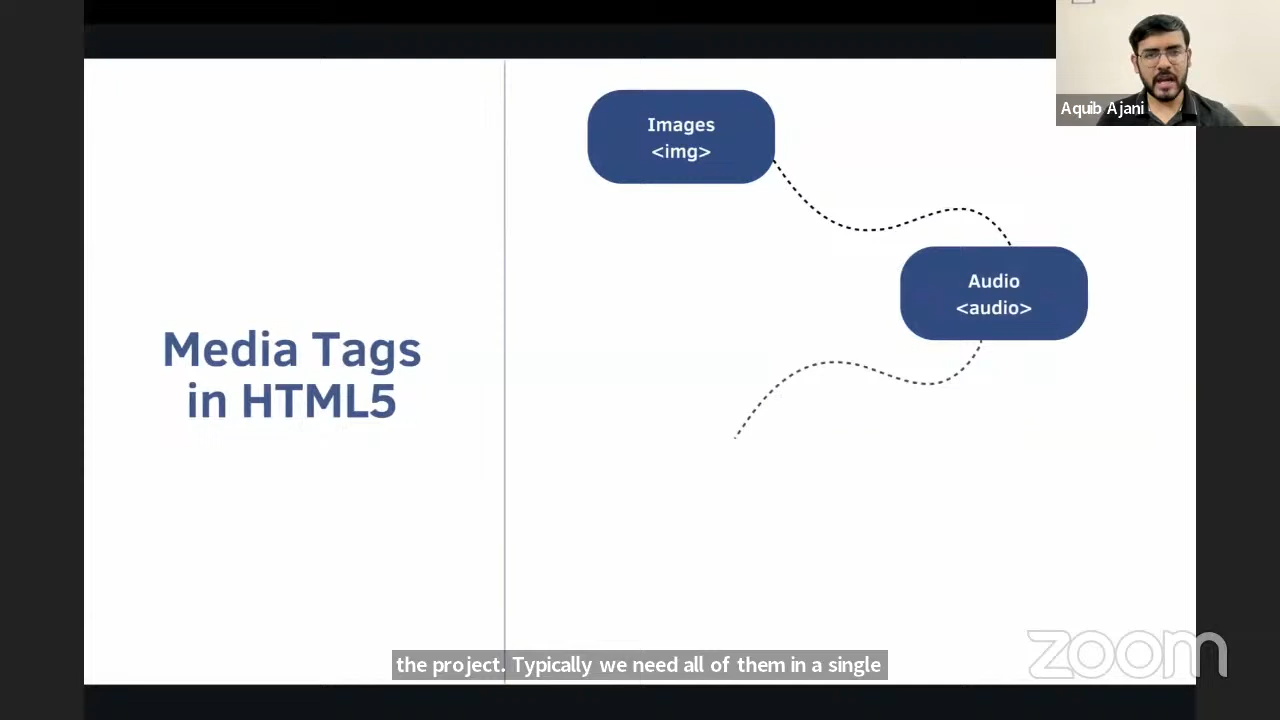 Aquib Ajani
Images
<img>
Audio
<audio>
Media Tags
in HTML5
the project. Typically we need all of them in a single
zoom